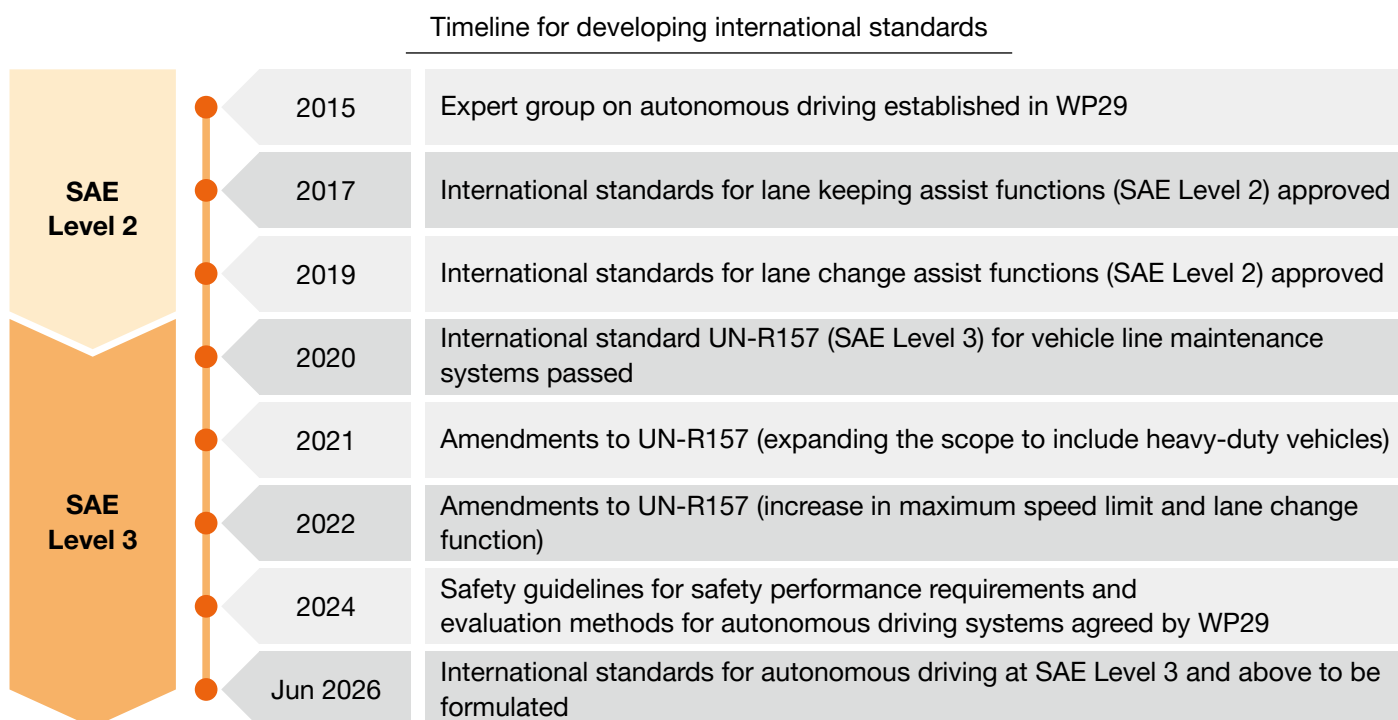 Timeline for developing international standards
SAE
Level 2
2015
Expert group on autonomous driving established in WP29
2017
International standards for lane keeping assist functions (SAE Level 2) approved
2019
International standards for lane change assist functions (SAE Level 2) approved
SAE
Level 3
2020
International standard UN-R157 (SAE Level 3) for vehicle line maintenance
systems passed
2021
Amendments to UN-R157 (expanding the scope to include heavy-duty vehicles)
2022
Amendments to UN-R157 (increase in maximum speed limit and lane change
function)
2024
Safety guidelines for safety performance requirements and
evaluation methods for autonomous driving systems agreed by WP29
Jun 2026
International standards for autonomous driving at SAE Level 3 and above to be
formulated